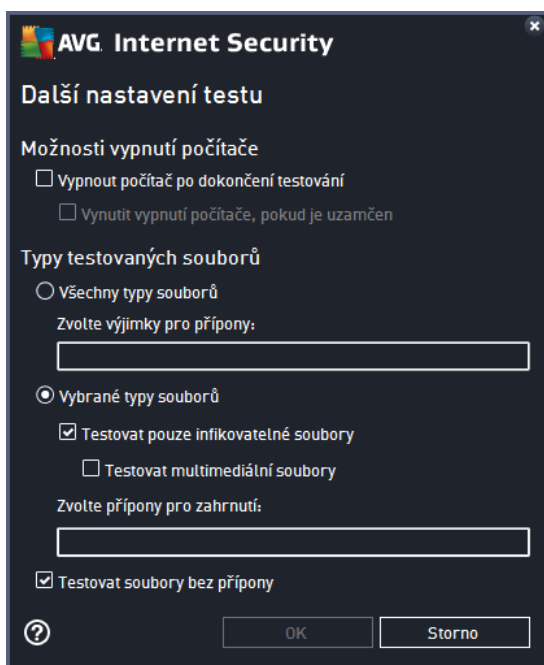 AVG. Internet Security
Další nastavení testu
Možnosti vypnutí počítače
Vypnout počítač po dokončení testování
Vynutit vypnutí počítače, pokud je uzamčen
Typy testovaných souborů
Všechny typy souborů
Zvolte výjimky pro přípony:
Vybrané typy souborů
Testovat pouze infikovatelné soubory
Testovat multimediální soubory
Zvolte přípony pro zahrnutí:
Testovat soubory bez přípony
? OK Storno